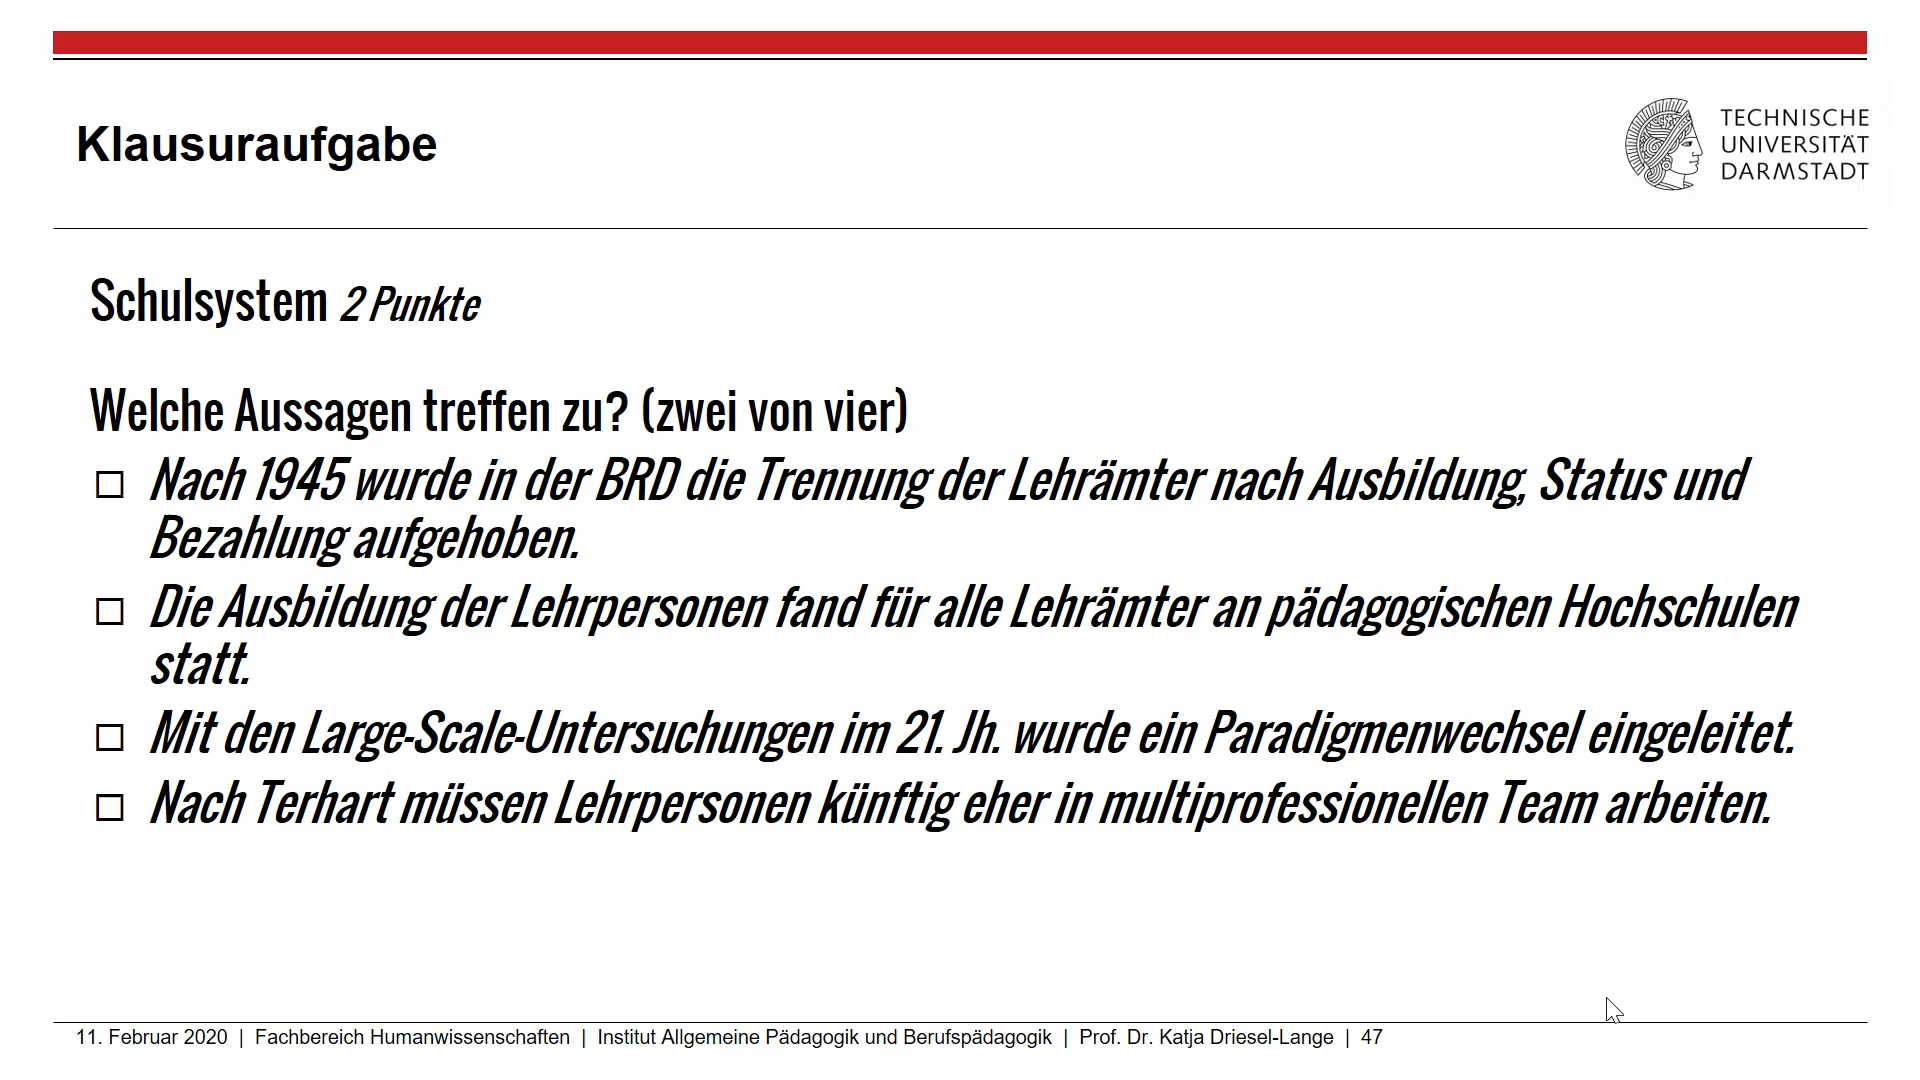 Klausuraufgabe
TECHNISCHE
UNIVERSITÄT
DARMSTADT
Schulsystem 2 Punkte
Welche Aussagen treffen zu? (zwei von vier)
Nach 1945 wurde in der BRD die Trennung der Lehrämter nach Ausbildung, Status und
Bezahlung aufgehoben.
Die Ausbildung der Lehrpersonen fand für alle Lehrämter an pädagogischen Hochschulen
statt.
Mit den Large-Scale-Untersuchungen im 21. Jh. wurde ein Paradigmenwechsel eingeleitet.
Nach Terhart müssen Lehrpersonen künftig eher in multiprofessionellen Team arbeiten.
11. Februar 2020 | Fachbereich Humanwissenschaften | Institut Allgemeine Pädagogik und Berufspädagogik | Prof. Dr. Katja Driesel-Lange | 47